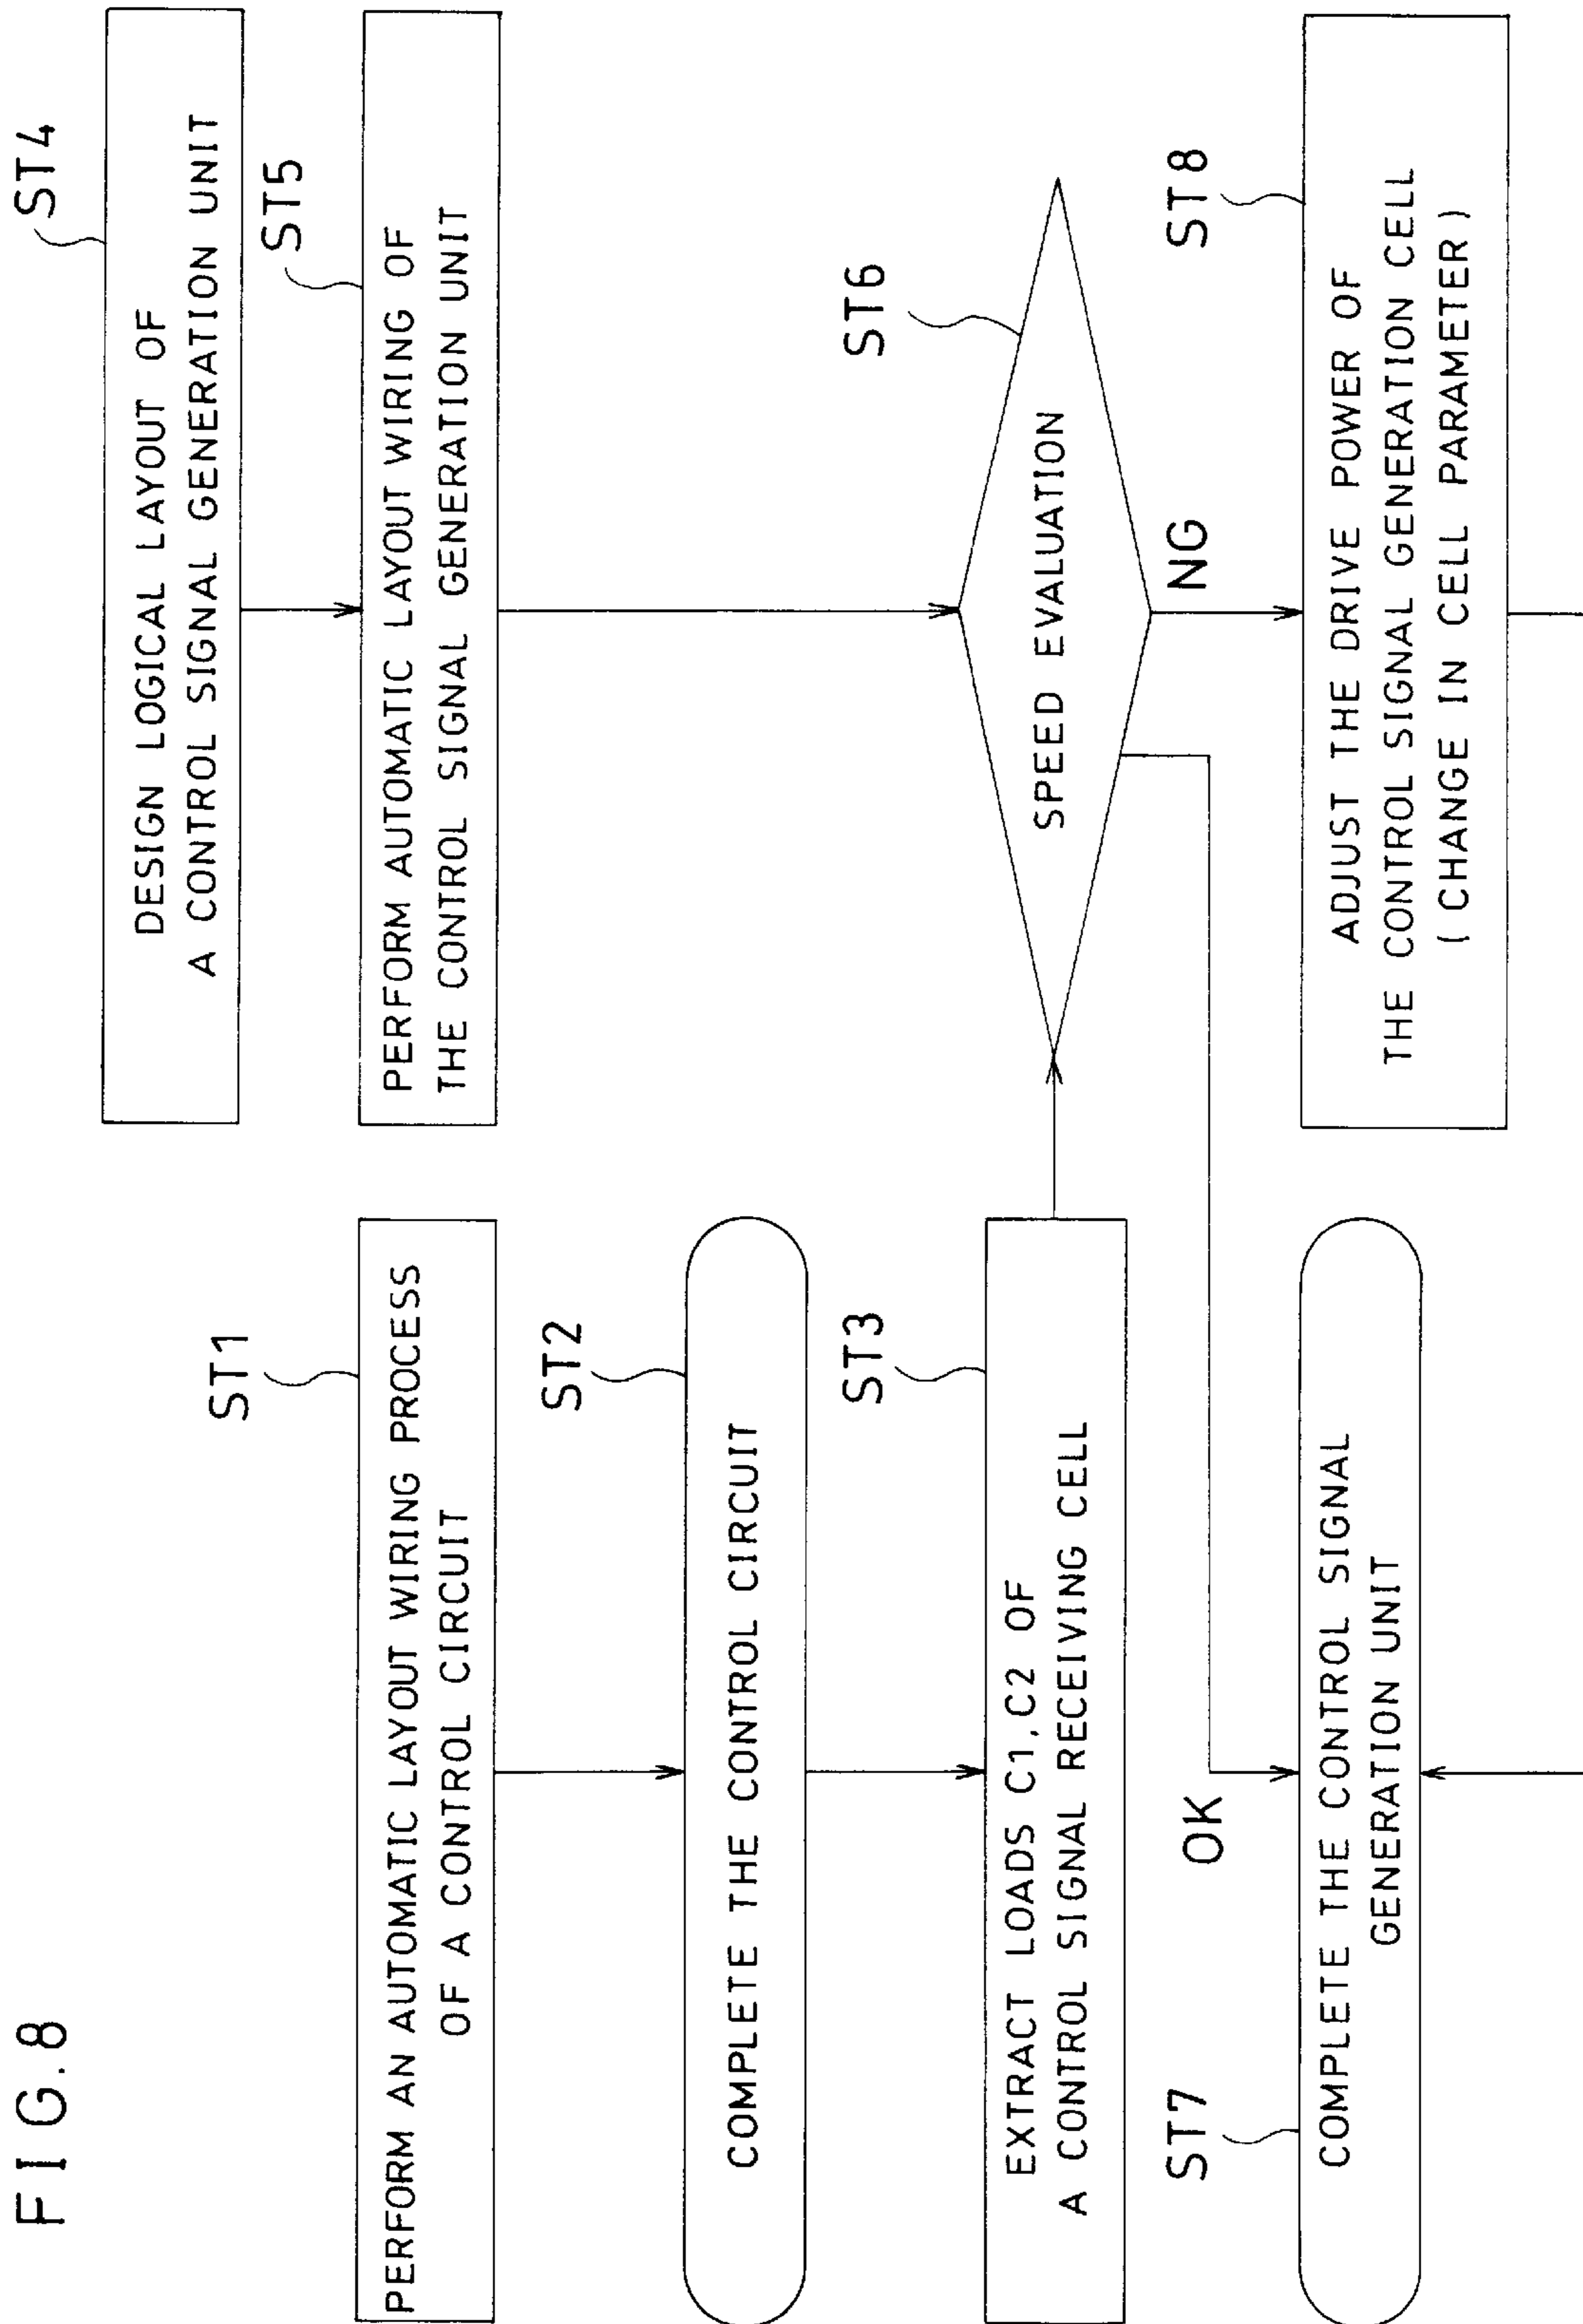 FIG.8
ST1
PERFORM AN AUTOMATIC LAYOUT WIRING PROCESS
OF A CONTROL CIRCUIT
ST2
COMPLETE THE CONTROL CIRCUIT
ST3
EXTRACT LOADS C1,C2 OF
A CONTROL SIGNAL RECEIVING CELL
ST4
DESIGN LOGICAL LAYOUT OF
A CONTROL SIGNAL GENERATION UNIT
ST5
PERFORM AUTOMATIC LAYOUT WIRING OF
THE CONTROL SIGNAL GENERATION UNIT
ST6
SPEED EVALUATION
OK
NG
ST7
COMPLETE THE CONTROL SIGNAL
GENERATION UNIT
ST8
ADJUST THE DRIVE POWER OF
THE CONTROL SIGNAL GENERATION CELL
( CHANGE IN CELL PARAMETER )